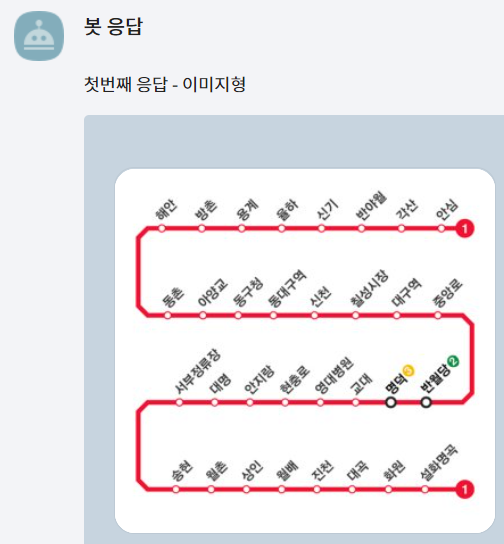 봇 응답
첫번째 응답 - 이미지형
해안 방촌 용계 율하 신기 반야월 각산 안심 1
동촌 아양교 동구청 동대구역 신천 칠성시장 대구역 중앙로
서부정류장 대명 안지랑 현충로 영대병원 교대 명덕 3 반월당 2
송현 월촌 상인 월배 진천 대곡 화원 설화명곡 1